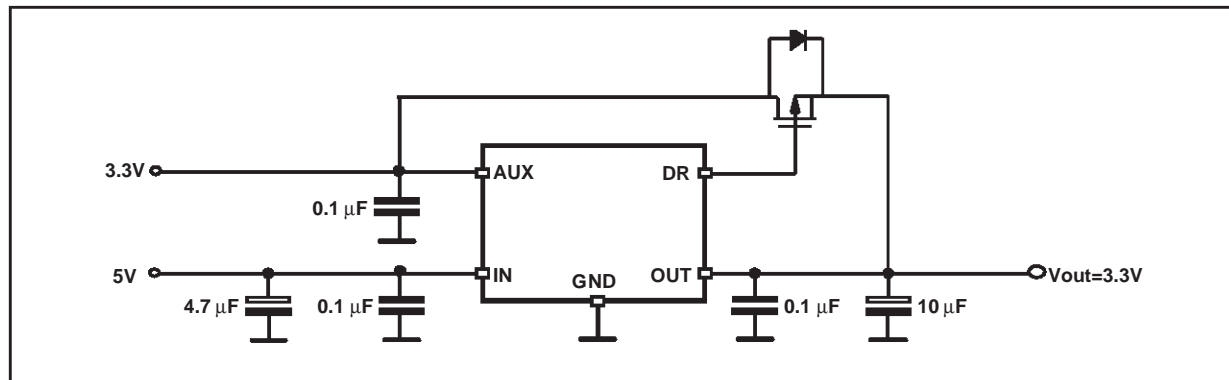 3.3V
AUX
DR
0.1 µF
5V
IN
GND
OUT
Vout=3.3V
4.7 µF
0.1 µF
0.1 µF
10 µF